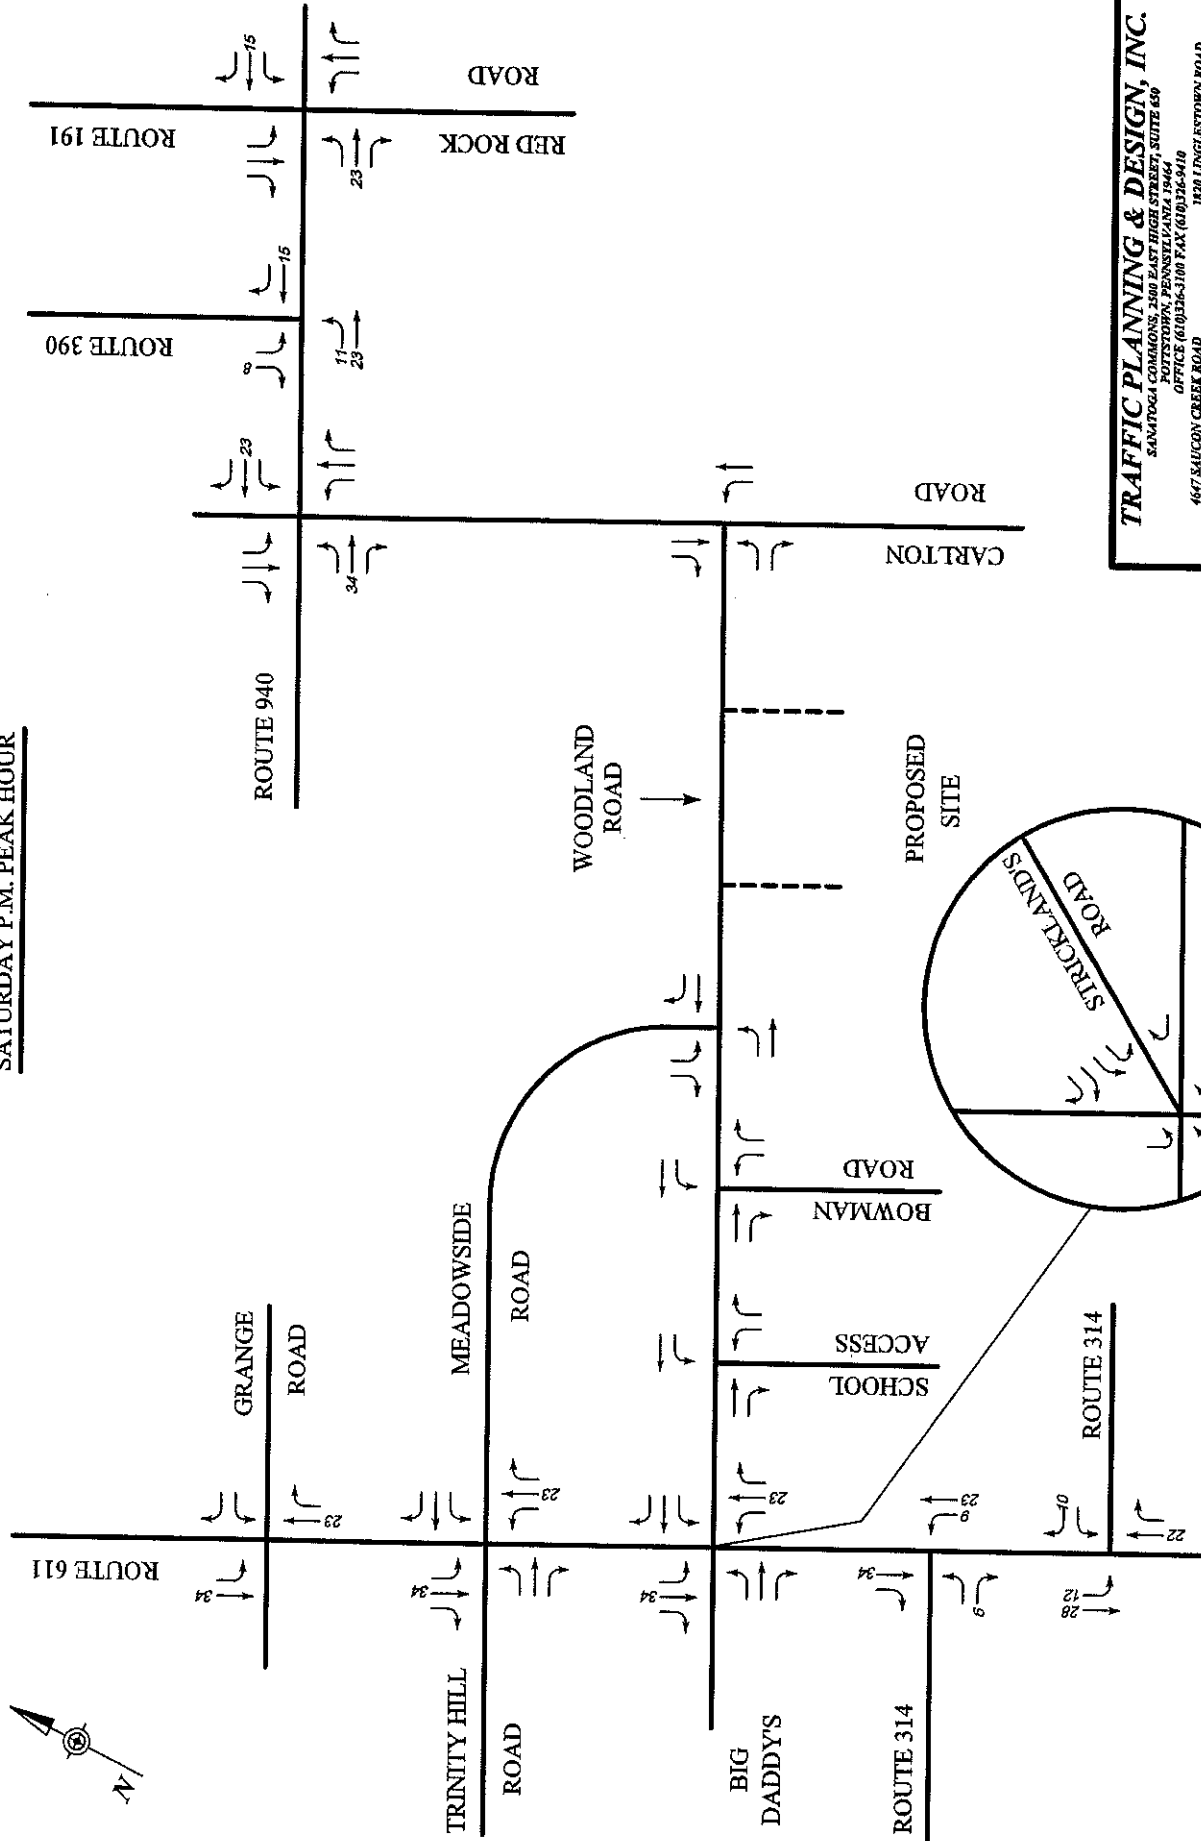 SATURDAY P.M. PEAK HOUR
N
ROUTE 611
GRANGE
ROAD
34
23
TRINITY HILL
ROAD
MEADOWSIDE
ROAD
34
23
BIG
DADDY'S
34
23
SCHOOL
ACCESS
BOWMAN
ROAD
WOODLAND
ROAD
PROPOSED
SITE
ROUTE 314
34
9
23
6
ROUTE 314
10
28
12
22
STRICKLAND'S
ROAD
CARLTON
ROAD
ROUTE 940
23
34
ROUTE 390
8
15
11
23
ROUTE 191
RED ROCK
ROAD
15
23
TRAFFIC PLANNING & DESIGN, INC.
SANATOGA COMMONS, 2500 EAST HIGH STREET, SUITE 650
POTTSTOWN, PENNSYLVANIA 19464
OFFICE (610)326-3100 FAX (610)326-9410
4647 SAUCON CREEK ROAD
1820 LINGLESTOWN ROAD